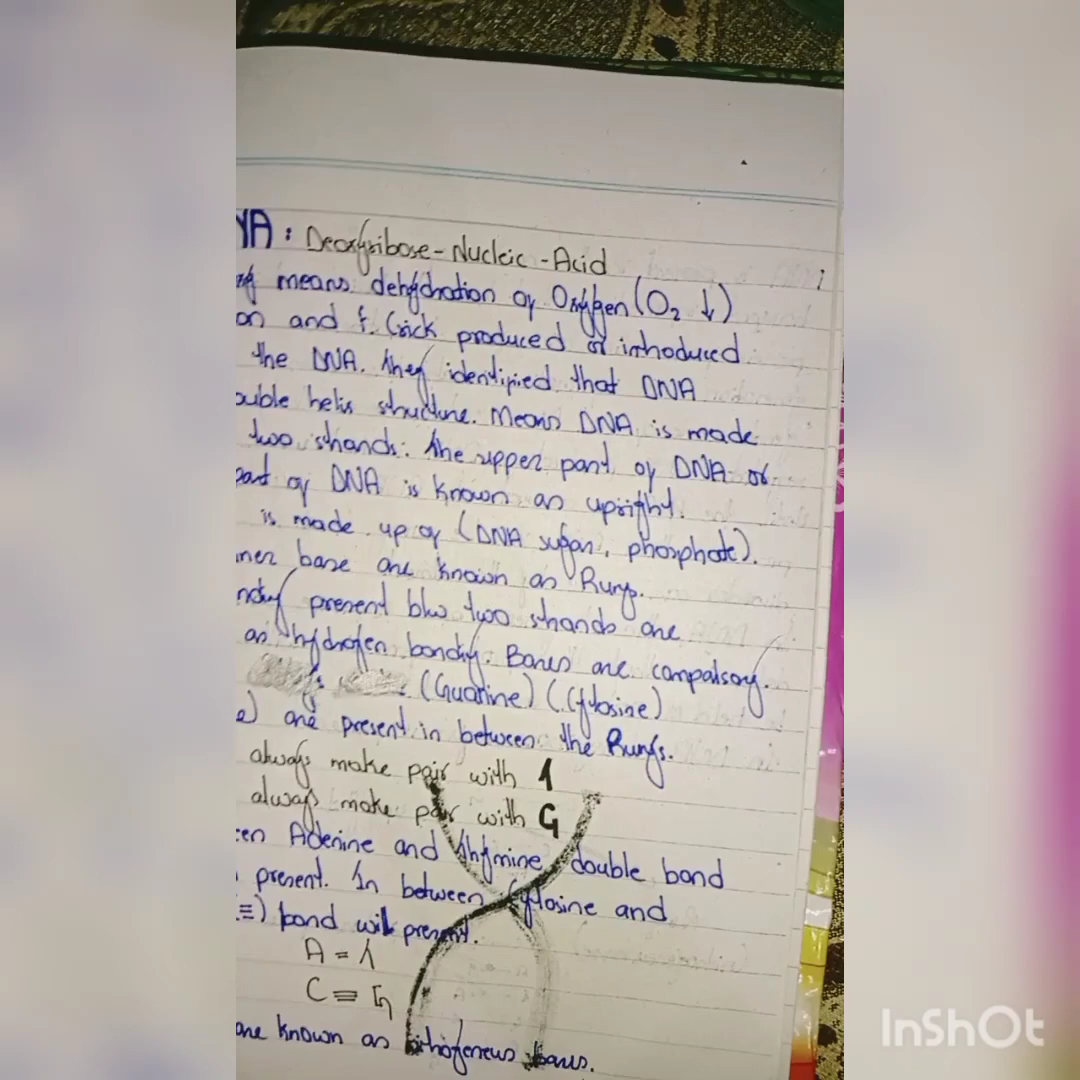 NA: Deoxyribose-Nucleic-Acid
means dehydration of Oxygen (O2 ↓)
on and f. Crick produced or introduced
the DNA. They identified that DNA
ouble helix structure. Means DNA is made
two strands. The upper part of DNA or
part of DNA is known as upright.
is made up of (DNA sugar, phosphate).
ner base are known as Rungs.
present b/w two strands are
as hydrogen bonding. Bases are compalsory.
(Guanine) (Cytosine)
e) are present in between the Rungs.
always make pair with T
always make pair with G
een Adenine and Thymine double bond
present. In between Cytosine and
(≡) bond will present.
A = T
C ≡ G
are known as bases.
InShOt